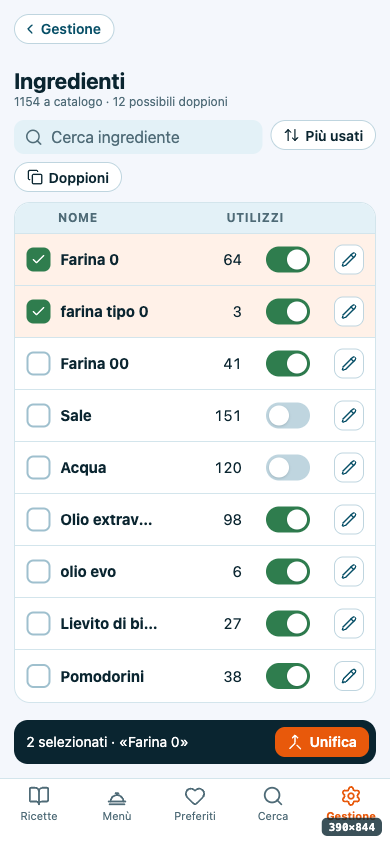 Gestione
Ingredienti
1154 a catalogo · 12 possibili doppioni
Cerca ingrediente
Più usati
Doppioni
NOME UTILIZZI
Farina 0 64
farina tipo 0 3
Farina 00 41
Sale 151
Acqua 120
Olio extrav... 98
olio evo 6
Lievito di bi... 27
Pomodorini 38
2 selezionati · «Farina 0» Unifica
Ricette Menù Preferiti Cerca Gestione
390×844